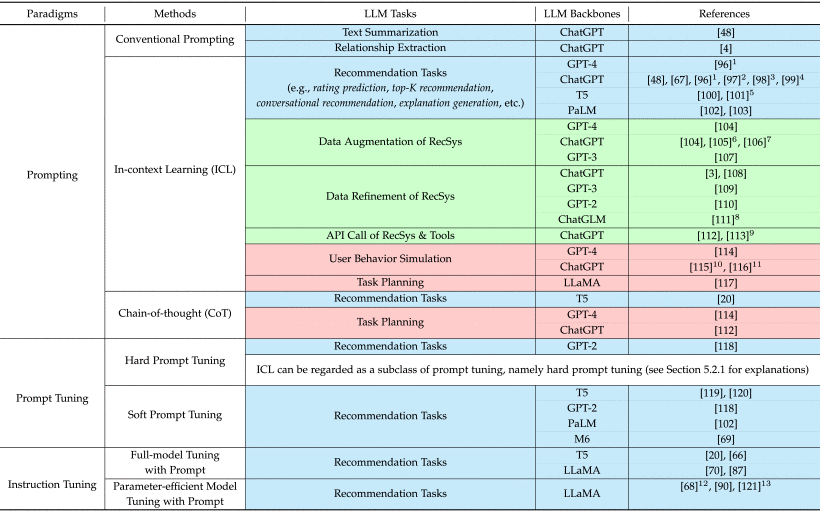 Paradigms Methods LLM Tasks LLM Backbones References
Conventional Prompting Text Summarization ChatGPT [48]
Relationship Extraction ChatGPT [4]
Prompting In-context Learning (ICL) Recommendation Tasks
(e.g., rating prediction, top-K recommendation,
conversational recommendation, explanation generation, etc.) GPT-4 [96]1
ChatGPT [48], [67], [96]1, [97]2, [98]3, [99]4
T5 [100], [101]5
PaLM [102], [103]
Data Augmentation of RecSys GPT-4 [104]
ChatGPT [104], [105]6, [106]7
GPT-3 [107]
Data Refinement of RecSys ChatGPT [3], [108]
GPT-3 [109]
GPT-2 [110]
ChatGLM [111]8
API Call of RecSys & Tools ChatGPT [112], [113]9
User Behavior Simulation GPT-4 [114]
ChatGPT [115]10, [116]11
Task Planning LLaMA [117]
Chain-of-thought (CoT) Recommendation Tasks T5 [20]
Task Planning GPT-4 [114]
ChatGPT [112]
Prompt Tuning Hard Prompt Tuning Recommendation Tasks GPT-2 [118]
ICL can be regarded as a subclass of prompt tuning, namely hard prompt tuning (see Section 5.2.1 for explanations)
Soft Prompt Tuning Recommendation Tasks T5 [119], [120]
GPT-2 [118]
PaLM [102]
M6 [69]
Instruction Tuning Full-model Tuning
with Prompt Recommendation Tasks T5 [20], [66]
LLaMA [70], [87]
Parameter-efficient Model
Tuning with Prompt Recommendation Tasks LLaMA [68]12, [90], [121]13